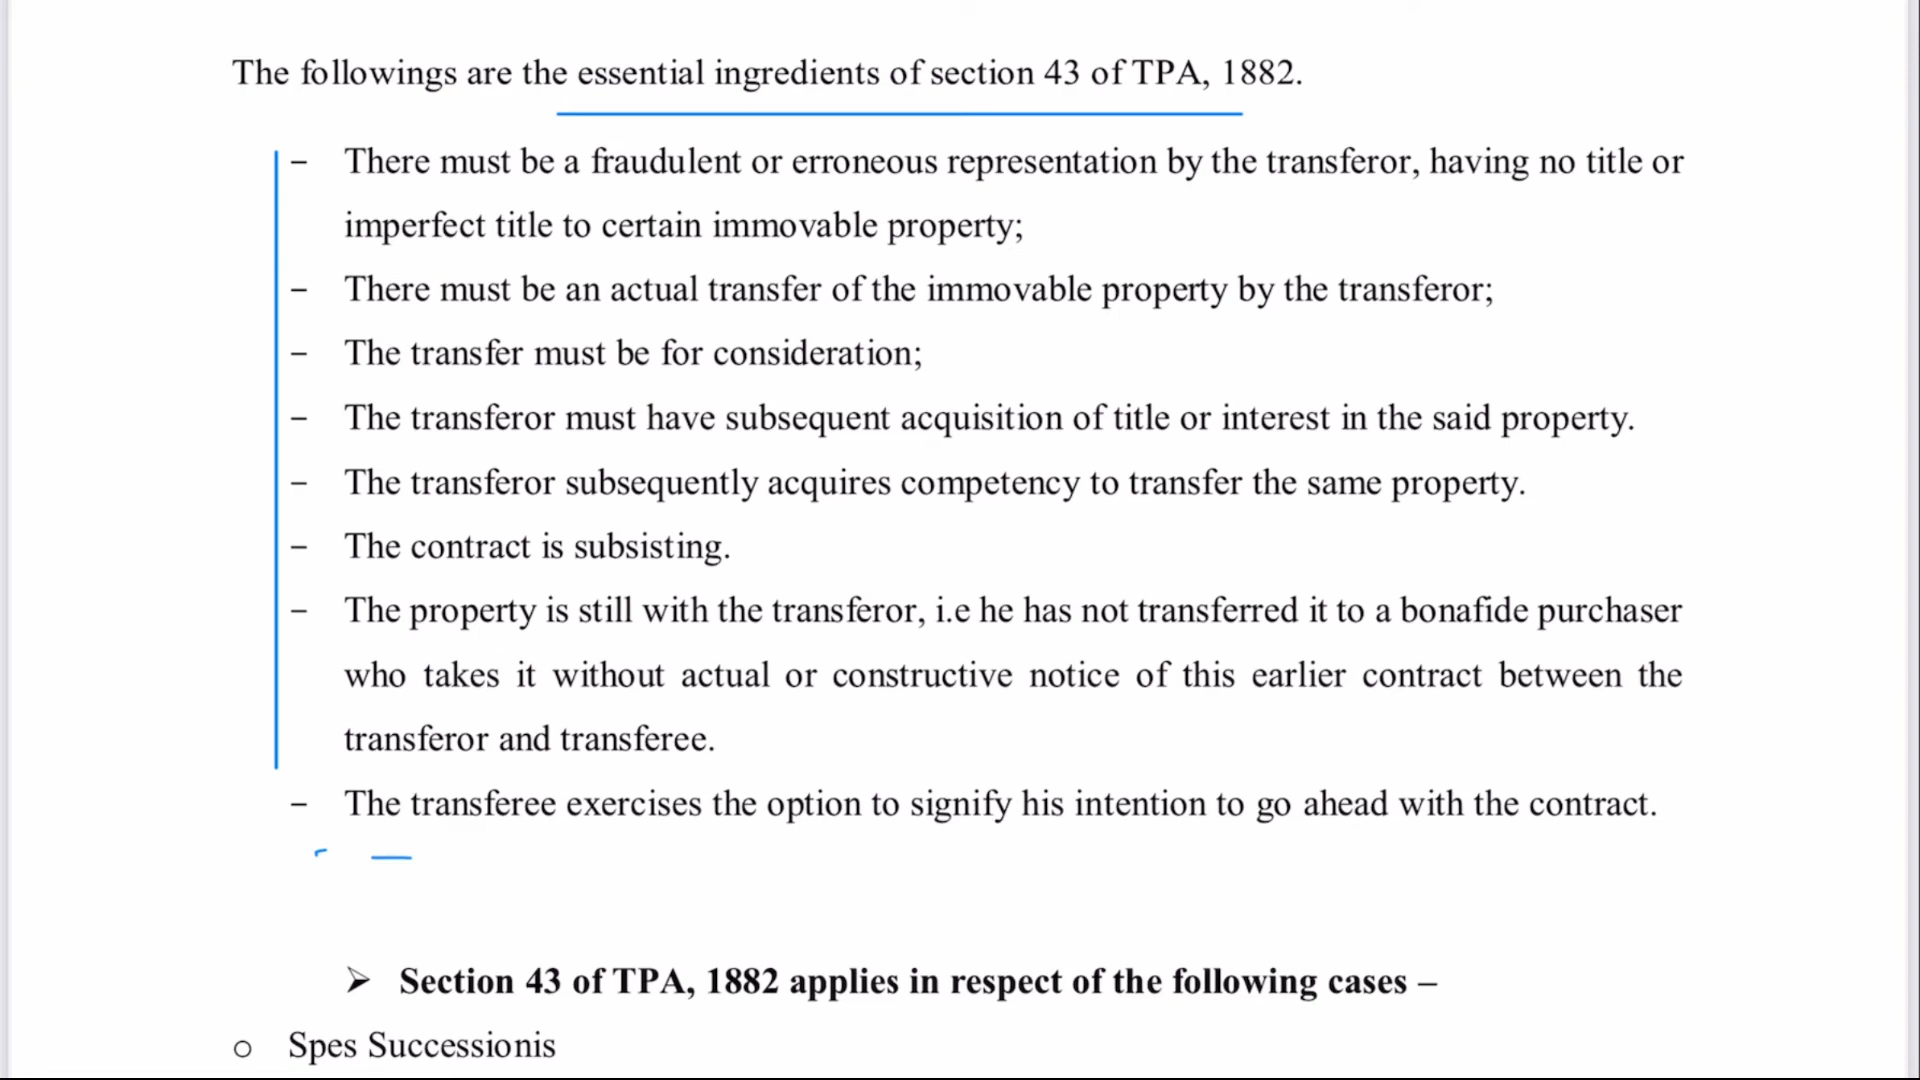 The followings are the essential ingredients of section 43 of TPA, 1882.
– There must be a fraudulent or erroneous representation by the transferor, having no title or
imperfect title to certain immovable property;
– There must be an actual transfer of the immovable property by the transferor;
– The transfer must be for consideration;
– The transferor must have subsequent acquisition of title or interest in the said property.
– The transferor subsequently acquires competency to transfer the same property.
– The contract is subsisting.
– The property is still with the transferor, i.e he has not transferred it to a bonafide purchaser
who takes it without actual or constructive notice of this earlier contract between the
transferor and transferee.
– The transferee exercises the option to signify his intention to go ahead with the contract.
➢ Section 43 of TPA, 1882 applies in respect of the following cases –
o Spes Successionis